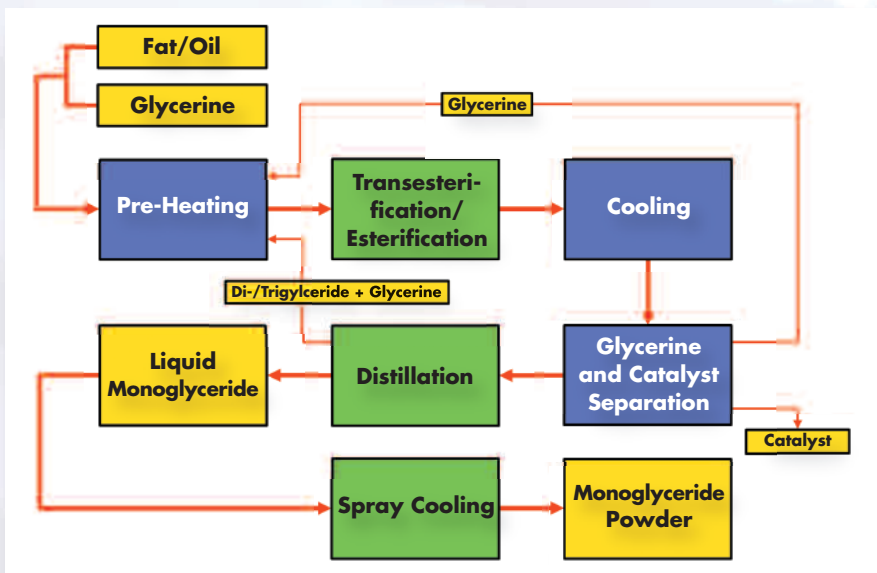 Fat/Oil
Glycerine
Glycerine
Pre-Heating
Transesteri-
fication/
Esterification
Cooling
Di-/Trigylceride + Glycerine
Liquid
Monoglyceride
Distillation
Glycerine
and Catalyst
Separation
Catalyst
Spray Cooling
Monoglyceride
Powder